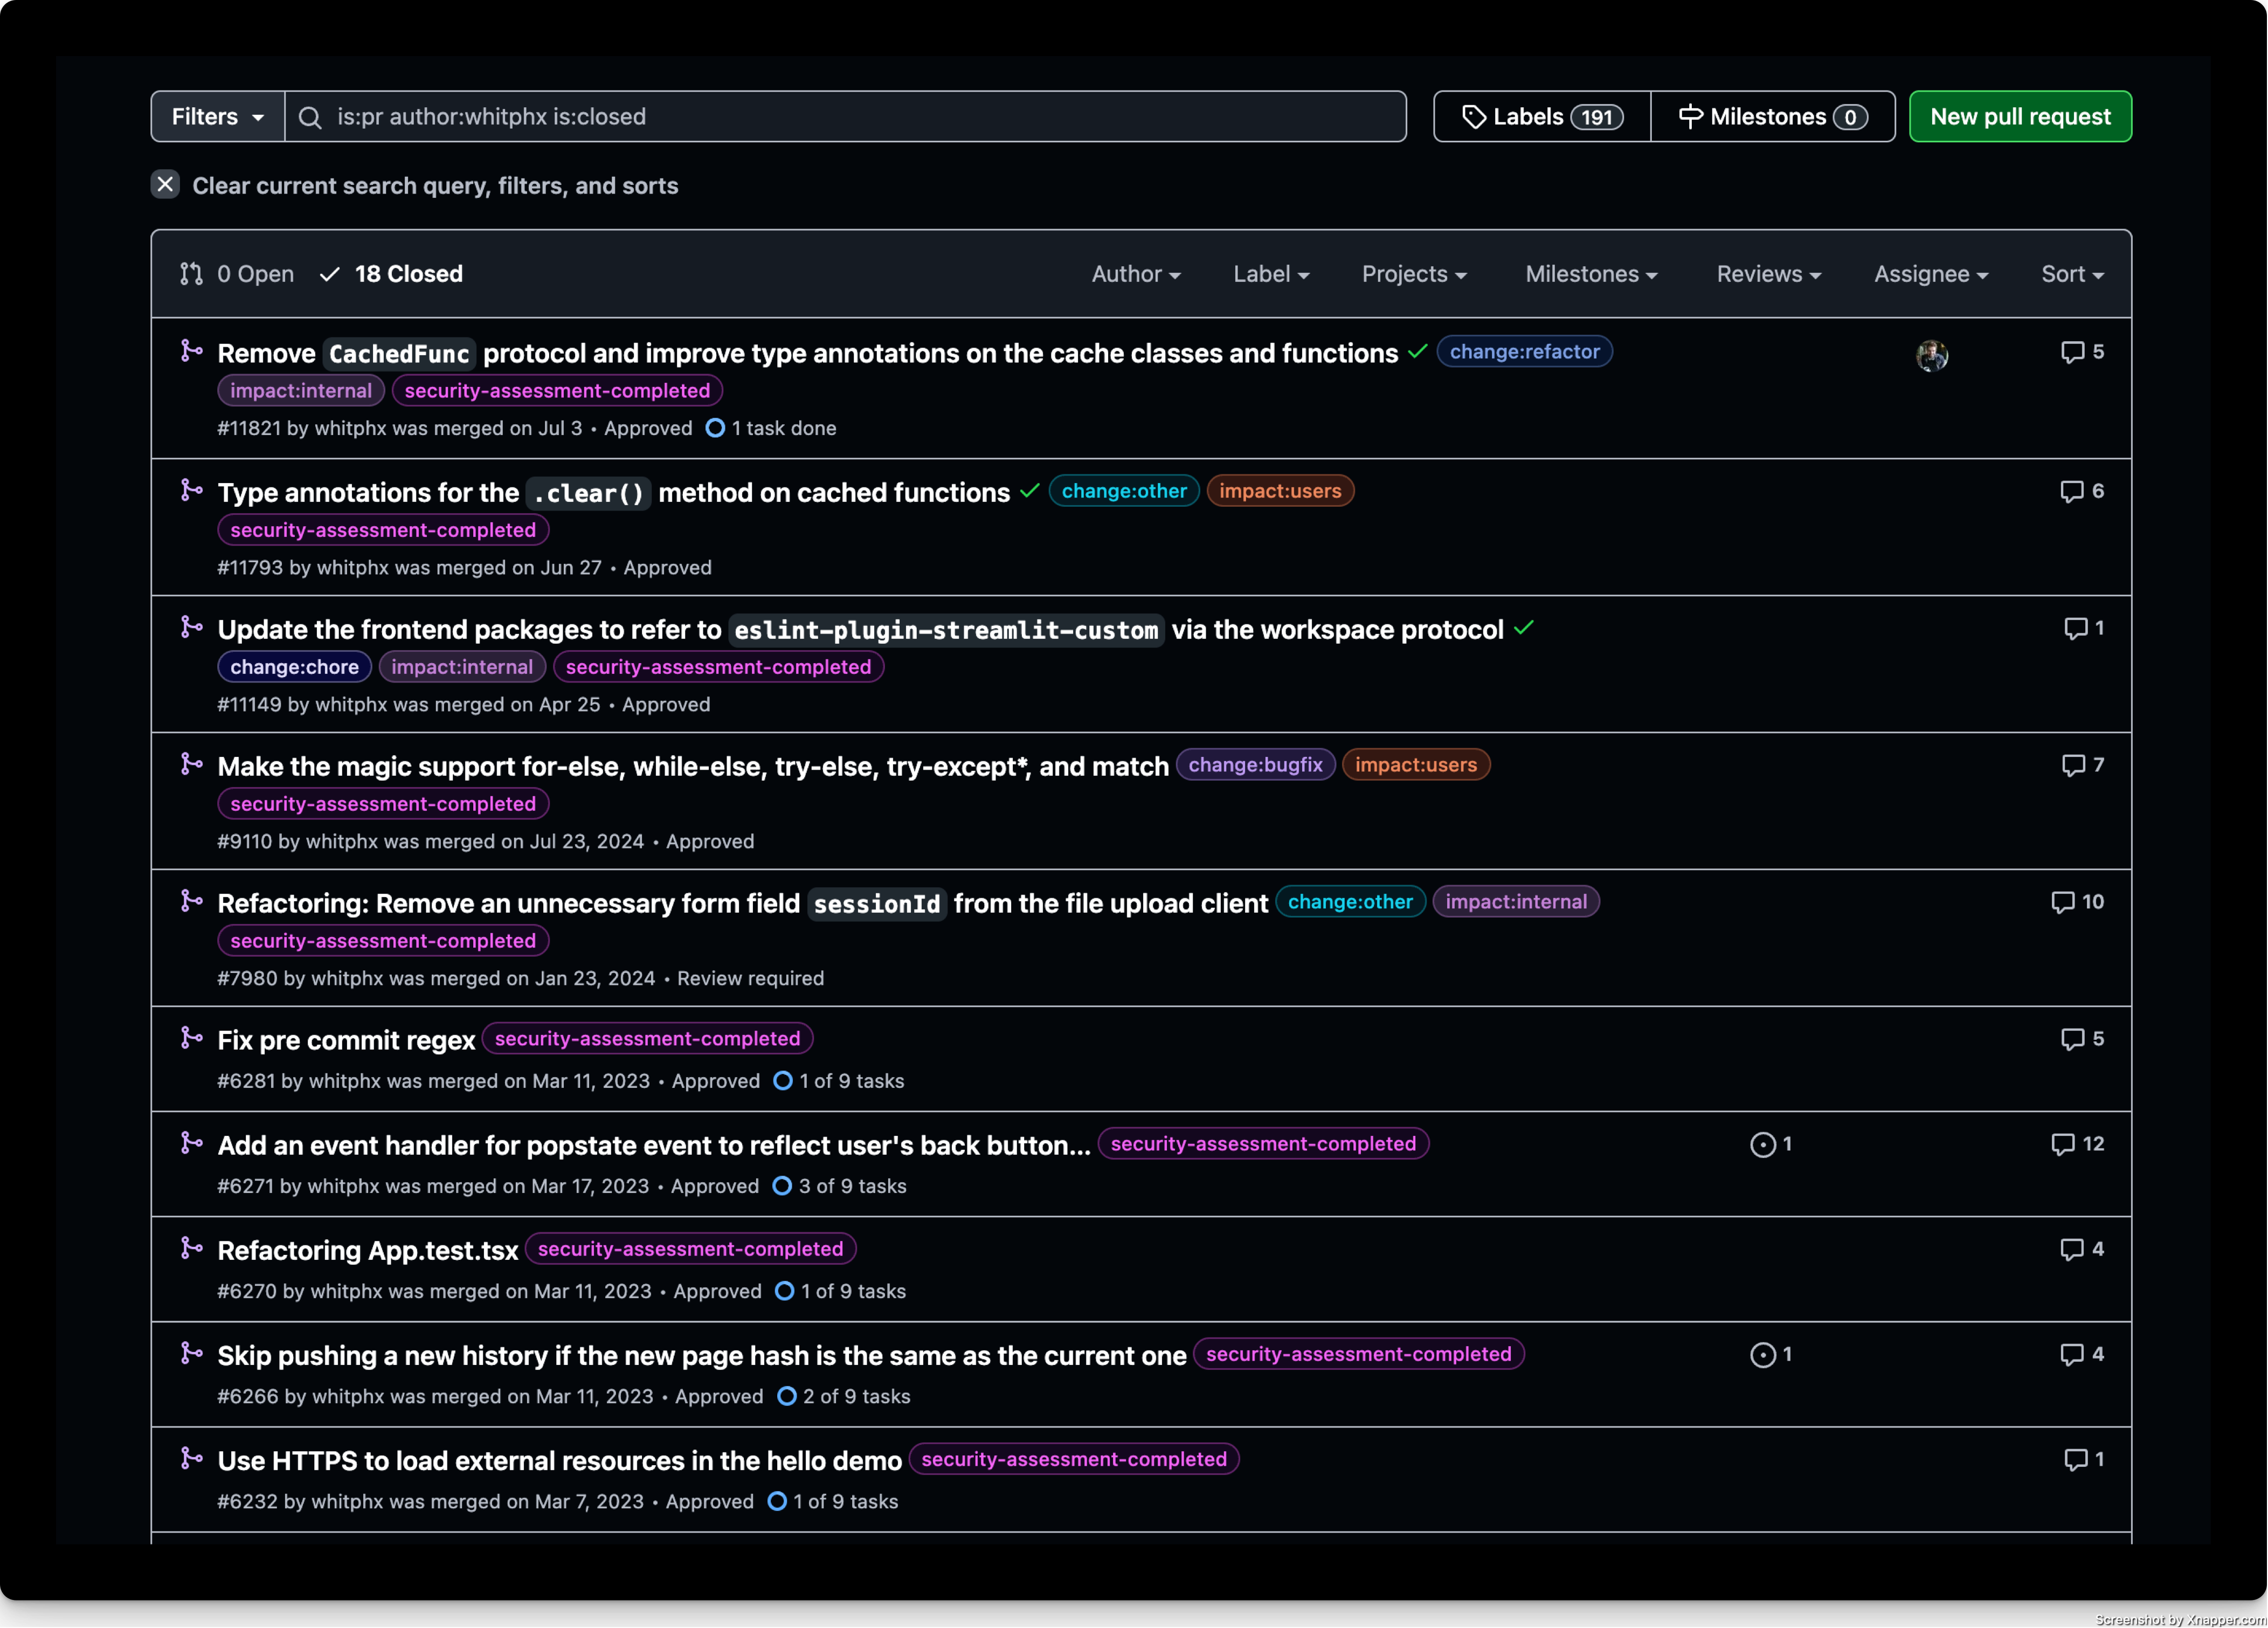 Filters is:pr author:whitphx is:closed Labels 191 Milestones 0 New pull request
Clear current search query, filters, and sorts
0 Open 18 Closed Author Label Projects Milestones Reviews Assignee Sort
Remove CachedFunc protocol and improve type annotations on the cache classes and functions change:refactor 5
impact:internal security-assessment-completed
#11821 by whitphx was merged on Jul 3 • Approved 1 task done
Type annotations for the .clear() method on cached functions change:other impact:users 6
security-assessment-completed
#11793 by whitphx was merged on Jun 27 • Approved
Update the frontend packages to refer to eslint-plugin-streamlit-custom via the workspace protocol 1
change:chore impact:internal security-assessment-completed
#11149 by whitphx was merged on Apr 25 • Approved
Make the magic support for-else, while-else, try-else, try-except*, and match change:bugfix impact:users 7
security-assessment-completed
#9110 by whitphx was merged on Jul 23, 2024 • Approved
Refactoring: Remove an unnecessary form field sessionId from the file upload client change:other impact:internal 10
security-assessment-completed
#7980 by whitphx was merged on Jan 23, 2024 • Review required
Fix pre commit regex security-assessment-completed 5
#6281 by whitphx was merged on Mar 11, 2023 • Approved 1 of 9 tasks
Add an event handler for popstate event to reflect user's back button... security-assessment-completed 1 12
#6271 by whitphx was merged on Mar 17, 2023 • Approved 3 of 9 tasks
Refactoring App.test.tsx security-assessment-completed 4
#6270 by whitphx was merged on Mar 11, 2023 • Approved 1 of 9 tasks
Skip pushing a new history if the new page hash is the same as the current one security-assessment-completed 1 4
#6266 by whitphx was merged on Mar 11, 2023 • Approved 2 of 9 tasks
Use HTTPS to load external resources in the hello demo security-assessment-completed 1
#6232 by whitphx was merged on Mar 7, 2023 • Approved 1 of 9 tasks
Screenshot by Xnapper.com